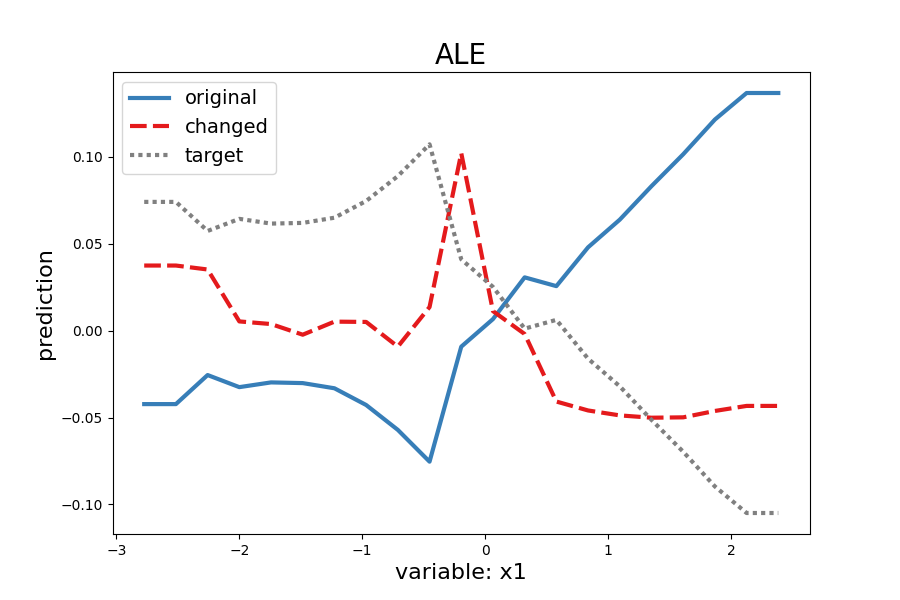 ALE
original
changed
target
prediction
0.10
0.05
0.00
−0.05
−0.10
−3
−2
−1
0
1
2
variable: x1